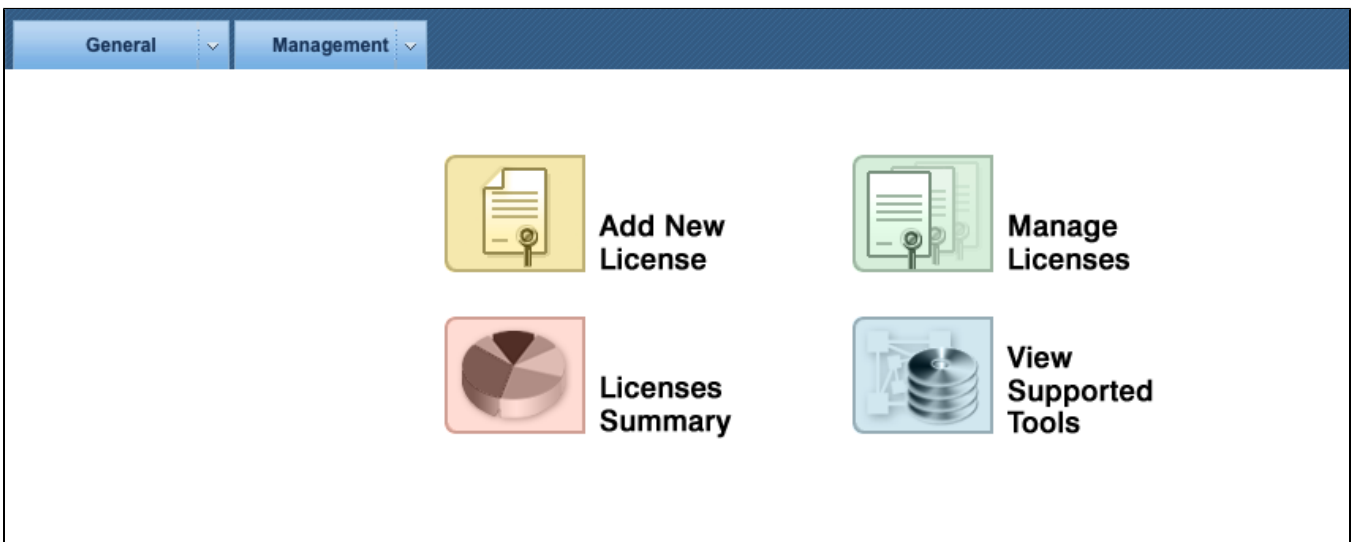 General
Management
Add New
License
Manage
Licenses
Licenses
Summary
View
Supported
Tools